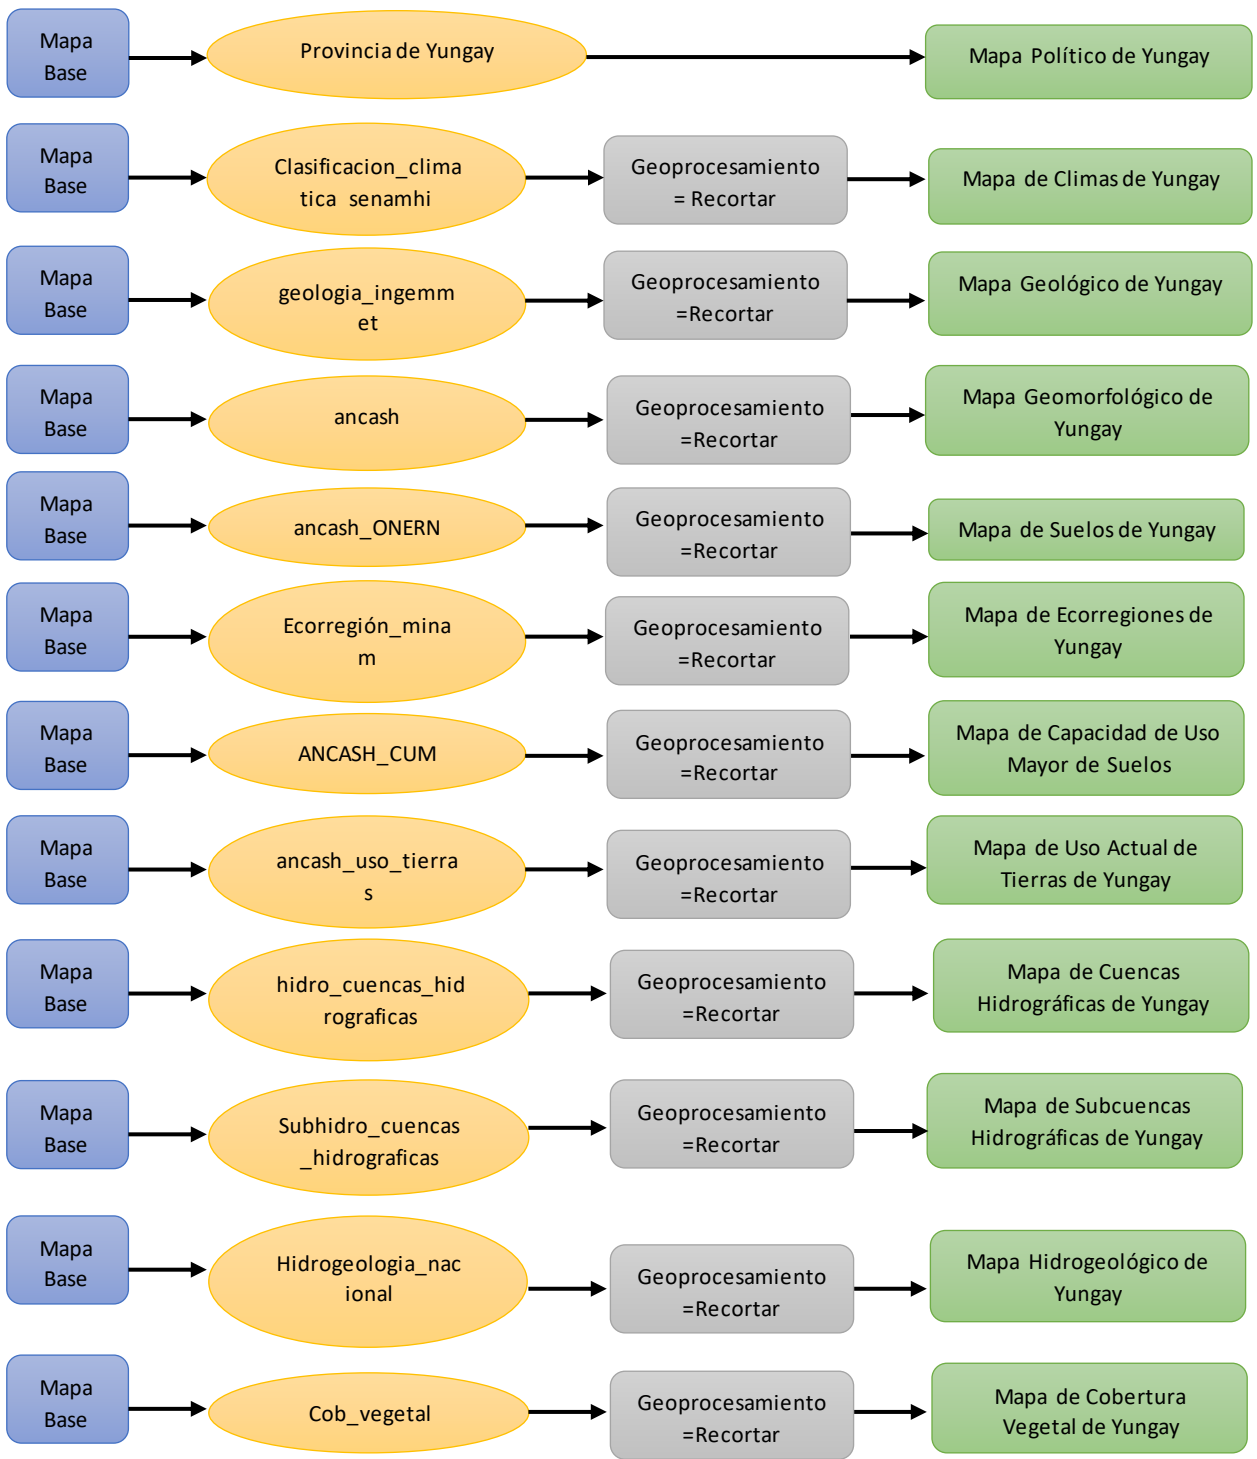 Mapa
Base
Provincia de Yungay
Mapa Político de Yungay
Mapa
Base
Clasificacion_clima
tica senamhi
Geoprocesamiento
= Recortar
Mapa de Climas de Yungay
Mapa
Base
geologia_ingemm
et
Geoprocesamiento
=Recortar
Mapa Geológico de Yungay
Mapa
Base
ancash
Geoprocesamiento
=Recortar
Mapa Geomorfológico de
Yungay
Mapa
Base
ancash_ONERN
Geoprocesamiento
=Recortar
Mapa de Suelos de Yungay
Mapa
Base
Ecorregión_mina
m
Geoprocesamiento
=Recortar
Mapa de Ecorregiones de
Yungay
Mapa
Base
ANCASH_CUM
Geoprocesamiento
=Recortar
Mapa de Capacidad de Uso
Mayor de Suelos
Mapa
Base
ancash_uso_tierra
s
Geoprocesamiento
=Recortar
Mapa de Uso Actual de
Tierras de Yungay
Mapa
Base
hidro_cuencas_hid
rograficas
Geoprocesamiento
=Recortar
Mapa de Cuencas
Hidrográficas de Yungay
Mapa
Base
Subhidro_cuencas
_hidrograficas
Geoprocesamiento
=Recortar
Mapa de Subcuencas
Hidrográficas de Yungay
Mapa
Base
Hidrogeologia_nac
ional
Geoprocesamiento
=Recortar
Mapa Hidrogeológico de
Yungay
Mapa
Base
Cob_vegetal
Geoprocesamiento
=Recortar
Mapa de Cobertura
Vegetal de Yungay